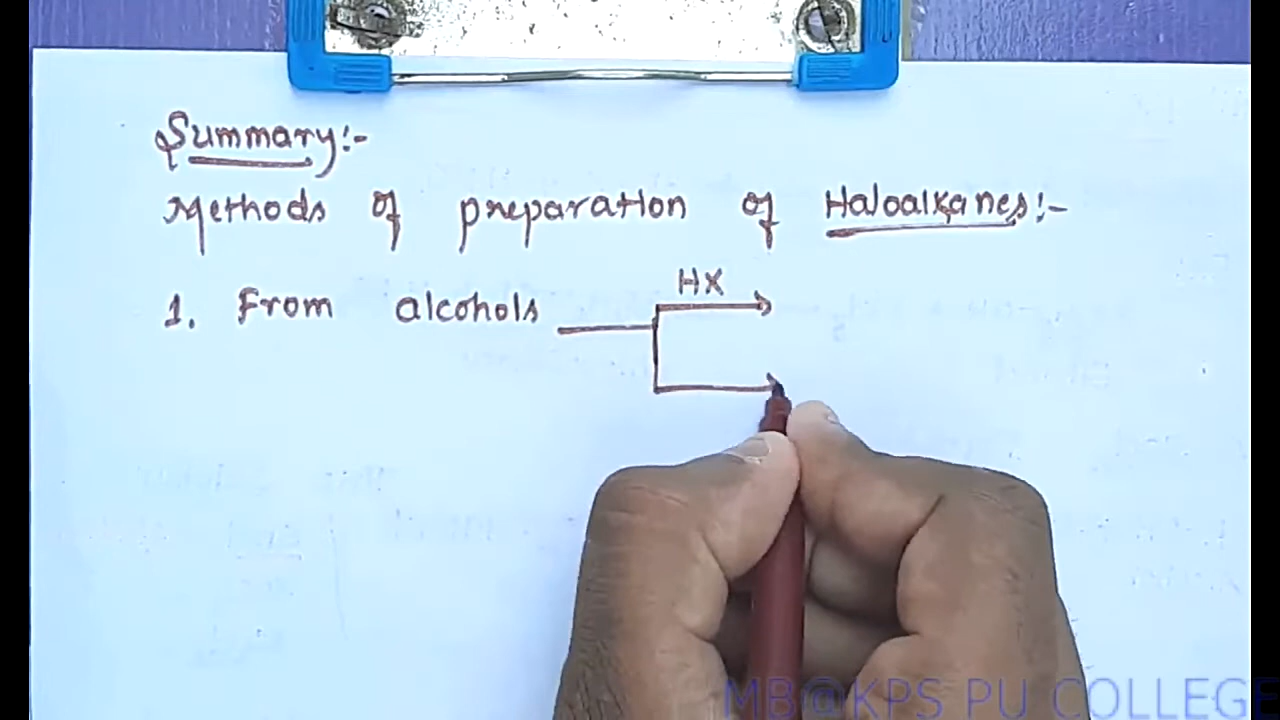 Summary:-
Methods of preparation of Haloalkanes:-
HX
1. From alcohols
MB@KPS PU COLLEGE